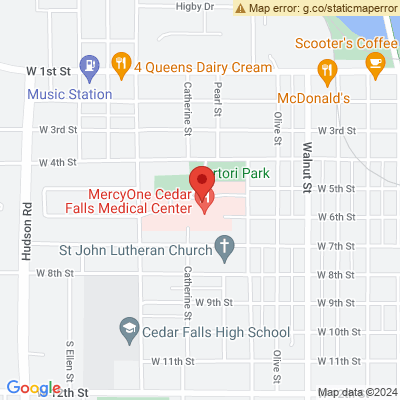 Map error: g.co/staticmaperror
Higby Dr
Scooter's Coffee
W 1st St
4 Queens Dairy Cream
Music Station
McDonald's
Catherine St
Pearl St
Olive St
Walnut St
W 3rd St
W 3rd St
W 4th St
W 4th St
Park
MercyOne Cedar
Falls Medical Center
W 5th St
W 6th St
Hudson Rd
St John Lutheran Church
W 7th St
W 8th St
W 8th St
Catherine St
W 9th St
W 9th St
Cedar Falls High School
W 10th St
S Ellen St
W 11th St
W 11th St
Olive St
Google
W 12th St
Map data ©2024